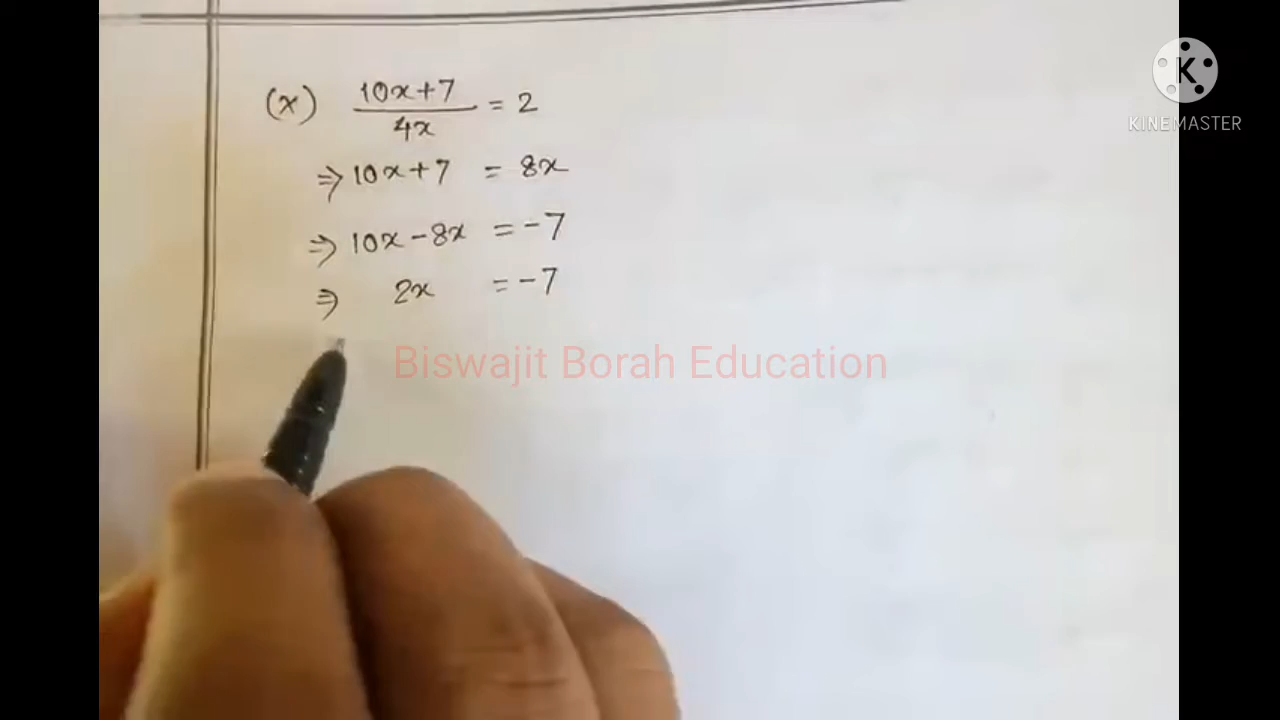 (x) 10x+7/4x = 2
⇒ 10x+7 = 8x
⇒ 10x-8x = -7
⇒ 2x = -7
Biswajit Borah Education
K
KINEMASTER